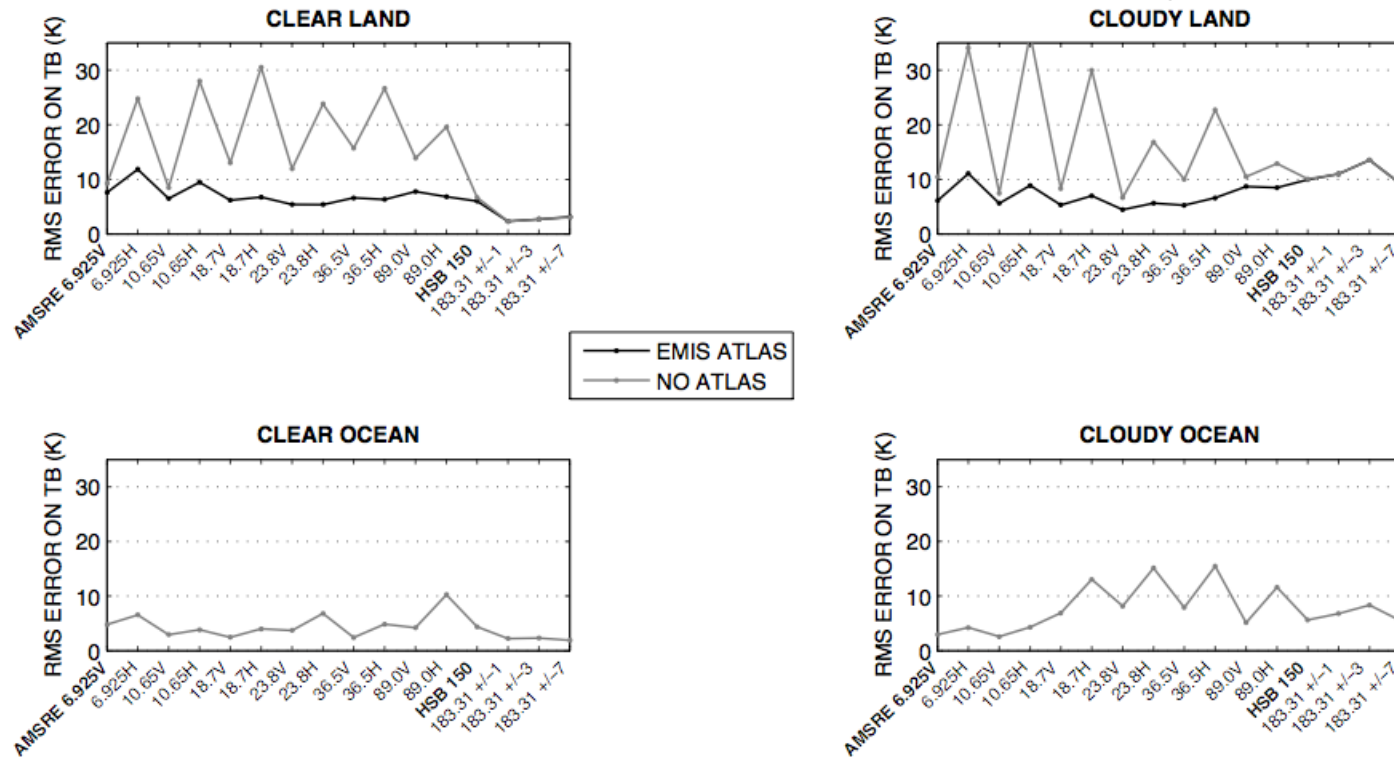 CLEAR LAND
RMS ERROR ON TB (K)
30
20
10
0
AMSRE 6.925V
6.925H
10.65V
10.65H
18.7V
18.7H
23.8V
23.8H
36.5V
36.5H
89.0V
89.0H
HSB 150
183.31 +/−1
183.31 +/−3
183.31 +/−7
CLOUDY LAND
RMS ERROR ON TB (K)
30
20
10
0
AMSRE 6.925V
6.925H
10.65V
10.65H
18.7V
18.7H
23.8V
23.8H
36.5V
36.5H
89.0V
89.0H
HSB 150
183.31 +/−1
183.31 +/−3
183.31 +/−7
EMIS ATLAS
NO ATLAS
CLEAR OCEAN
RMS ERROR ON TB (K)
30
20
10
0
AMSRE 6.925V
6.925H
10.65V
10.65H
18.7V
18.7H
23.8V
23.8H
36.5V
36.5H
89.0V
89.0H
HSB 150
183.31 +/−1
183.31 +/−3
183.31 +/−7
CLOUDY OCEAN
RMS ERROR ON TB (K)
30
20
10
0
AMSRE 6.925V
6.925H
10.65V
10.65H
18.7V
18.7H
23.8V
23.8H
36.5V
36.5H
89.0V
89.0H
HSB 150
183.31 +/−1
183.31 +/−3
183.31 +/−7